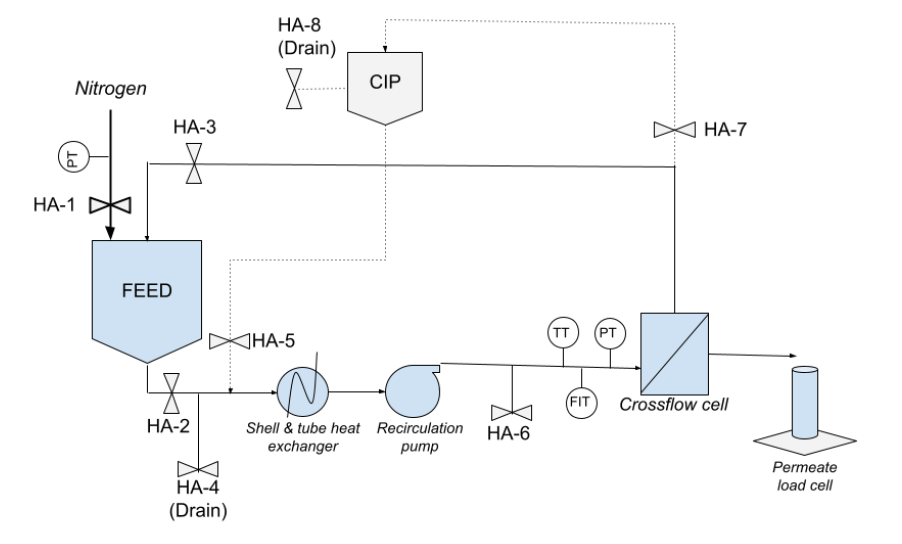 HA-8
(Drain)
CIP
Nitrogen
HA-3
HA-7
PT
HA-1
FEED
HA-5
TT
PT
FIT
Crossflow cell
HA-2
Shell & tube heat
exchanger
Recirculation
pump
HA-6
HA-4
(Drain)
Permeate
load cell